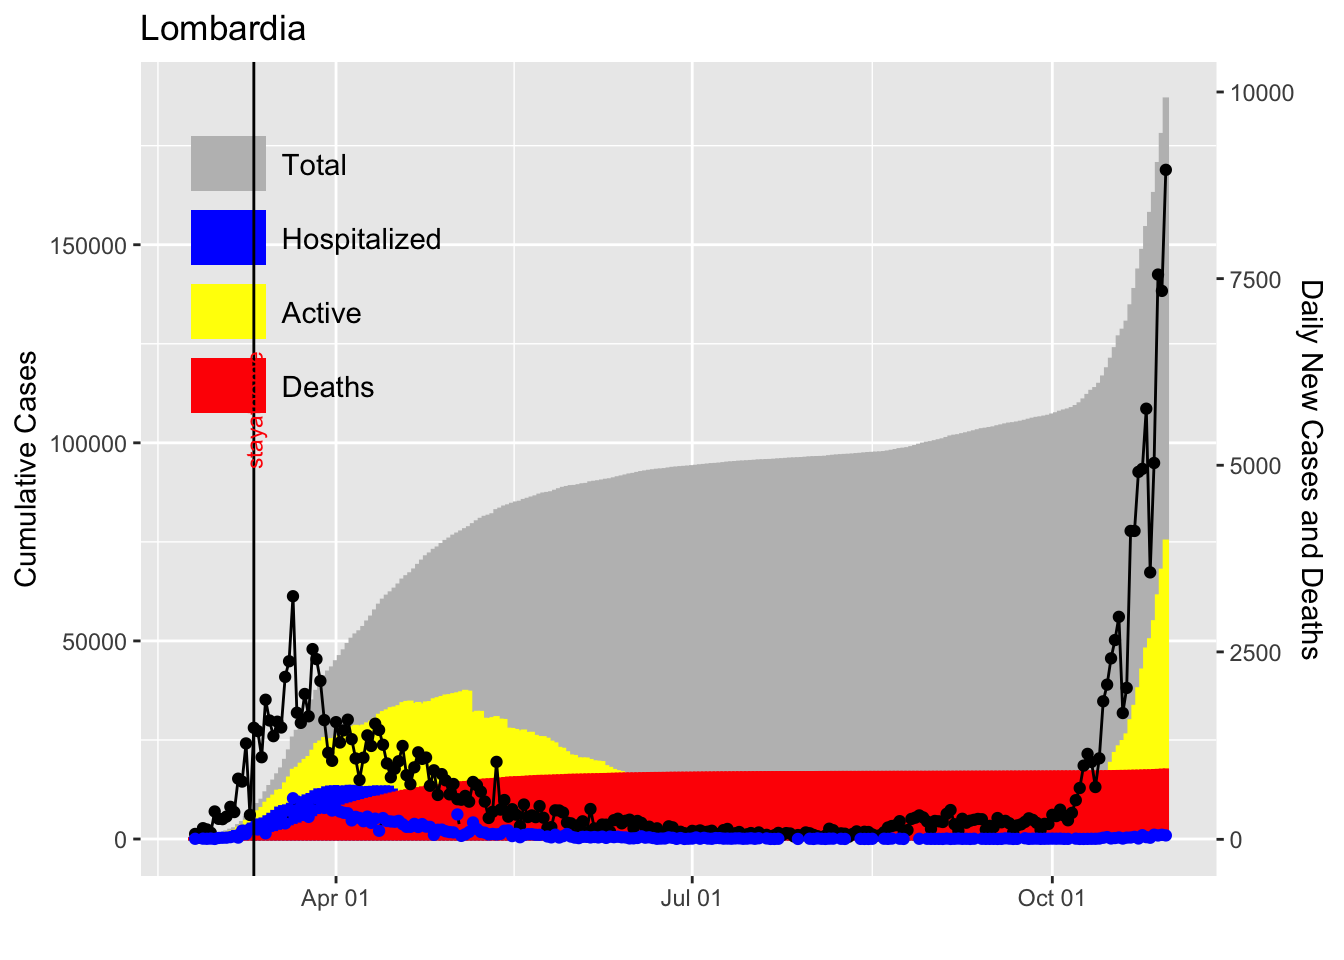 Lombardia
Total
Hospitalized
Active
Deaths
Cumulative Cases
150000
100000
50000
0
Daily New Cases and Deaths
10000
7500
5000
2500
0
Apr 01
Jul 01
Oct 01